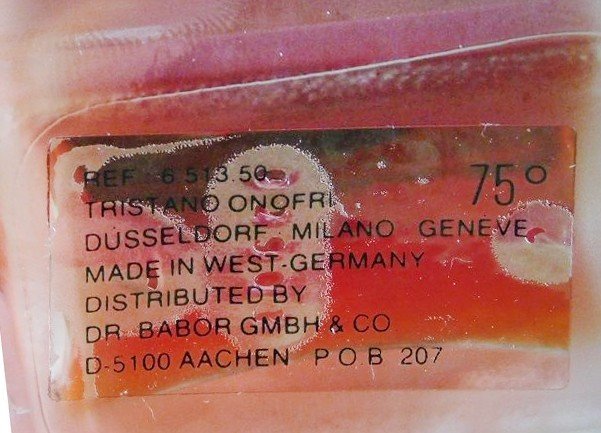 REF 6 513.50
75°
TRISTANO ONOFRI
DÜSSELDORF - MILANO GENEVE
MADE IN WEST-GERMANY
DISTRIBUTED BY
DR. BABOR GMBH & CO
D-5100 AACHEN P O B 207